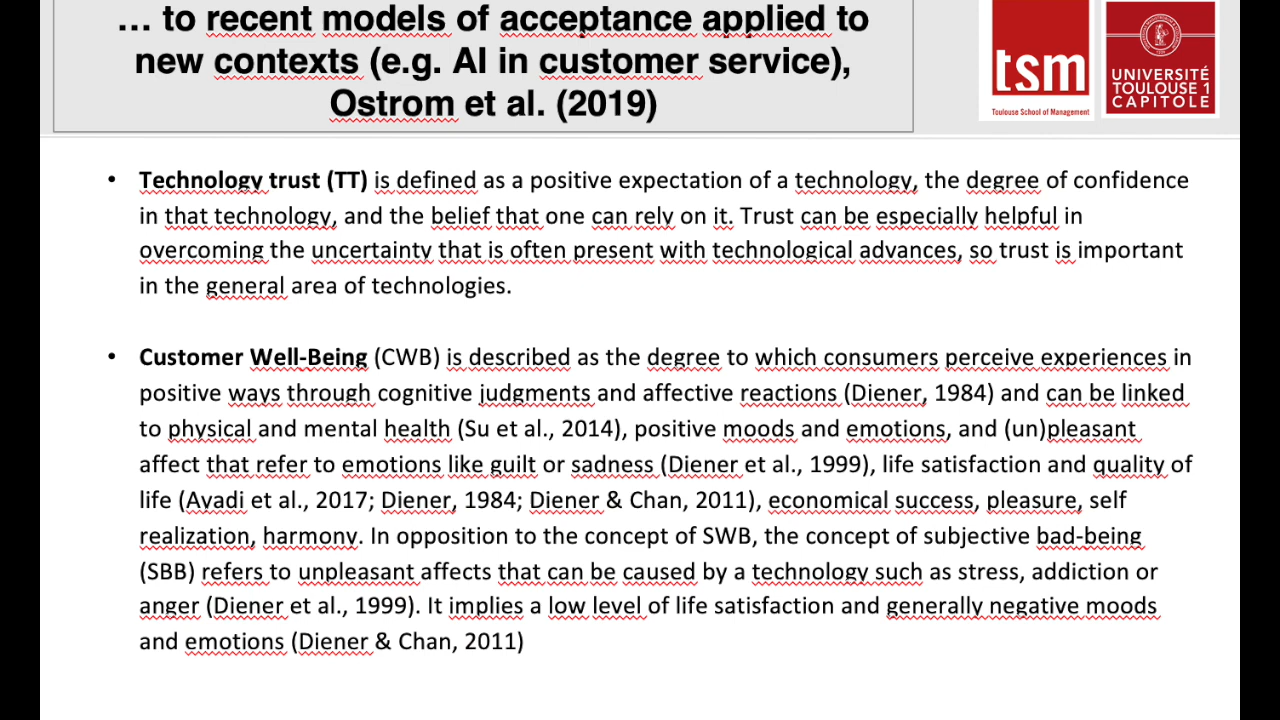 ... to recent models of acceptance applied to
new contexts (e.g. AI in customer service),
Ostrom et al. (2019)
tsm
Toulouse School of Management
UNIVERSITÉ
TOULOUSE 1
CAPITOLE
• Technology trust (TT) is defined as a positive expectation of a technology, the degree of confidence
in that technology, and the belief that one can rely on it. Trust can be especially helpful in
overcoming the uncertainty that is often present with technological advances, so trust is important
in the general area of technologies.
• Customer Well-Being (CWB) is described as the degree to which consumers perceive experiences in
positive ways through cognitive judgments and affective reactions (Diener, 1984) and can be linked
to physical and mental health (Su et al., 2014), positive moods and emotions, and (un)pleasant
affect that refer to emotions like guilt or sadness (Diener et al., 1999), life satisfaction and quality of
life (Ayadi et al., 2017; Diener, 1984; Diener & Chan, 2011), economical success, pleasure, self
realization, harmony. In opposition to the concept of SWB, the concept of subjective bad-being
(SBB) refers to unpleasant affects that can be caused by a technology such as stress, addiction or
anger (Diener et al., 1999). It implies a low level of life satisfaction and generally negative moods
and emotions (Diener & Chan, 2011)